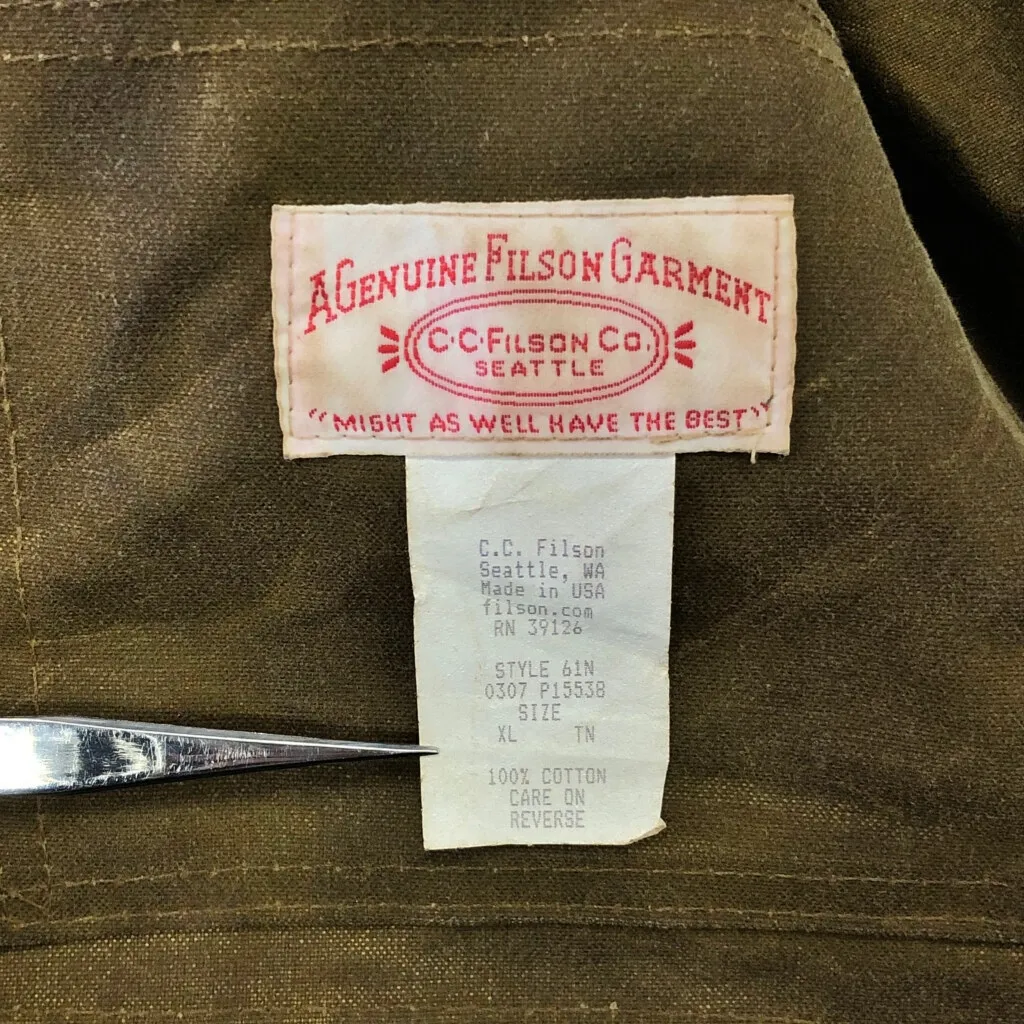 A GENUINE FILSON GARMENT
C·C·FILSON CO.
SEATTLE
"MIGHT AS WELL HAVE THE BEST"
C.C. Filson
Seattle, WA
Made in USA
filson.com
RN 39126
STYLE 61N
0307 P15538
SIZE
XL TN
100% COTTON
CARE ON
REVERSE